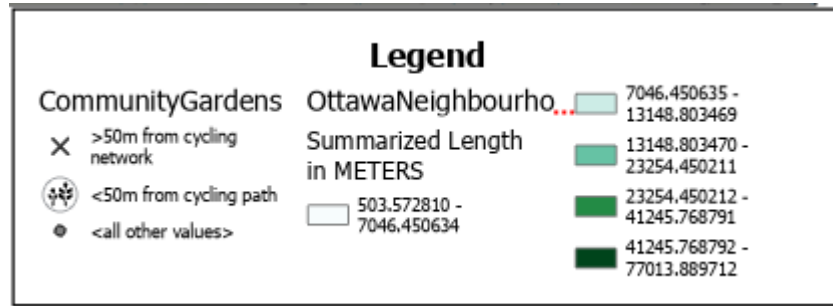 Legend
CommunityGardens
>50m from cycling
network
<50m from cycling path
<all other values>
OttawaNeighbourho...
Summarized Length
in METERS
503.572810 -
7046.450634
7046.450635 -
13148.803469
13148.803470 -
23254.450211
23254.450212 -
41245.768791
41245.768792 -
77013.889712